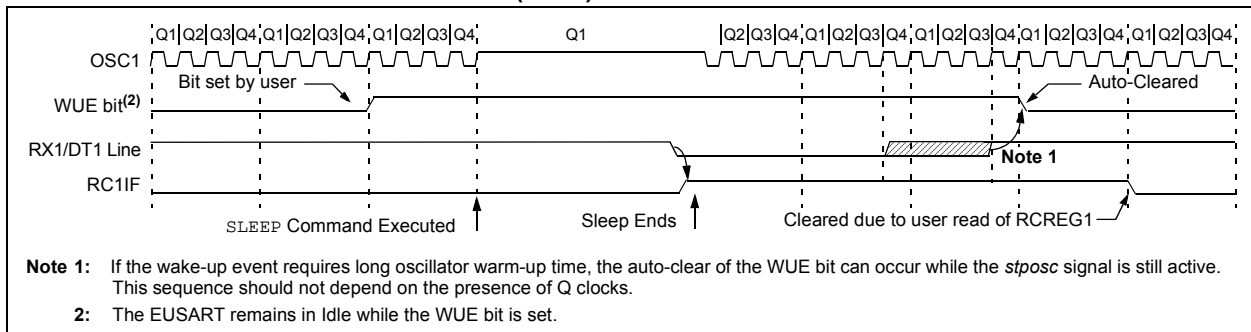 Q1 Q2 Q3 Q4 Q1 Q2 Q3 Q4 Q1 Q2 Q3 Q4 Q1 Q2 Q3 Q4 Q1 Q2 Q3 Q4 Q1 Q2 Q3 Q4 Q1 Q2 Q3 Q4
OSC1
Bit set by user
Auto-Cleared
WUE bit(2)
RX1/DT1 Line
Note 1
RC1IF
SLEEP Command Executed
Sleep Ends
Cleared due to user read of RCREG1
Note 1: If the wake-up event requires long oscillator warm-up time, the auto-clear of the WUE bit can occur while the stposc signal is still active.
This sequence should not depend on the presence of Q clocks.
2: The EUSART remains in Idle while the WUE bit is set.